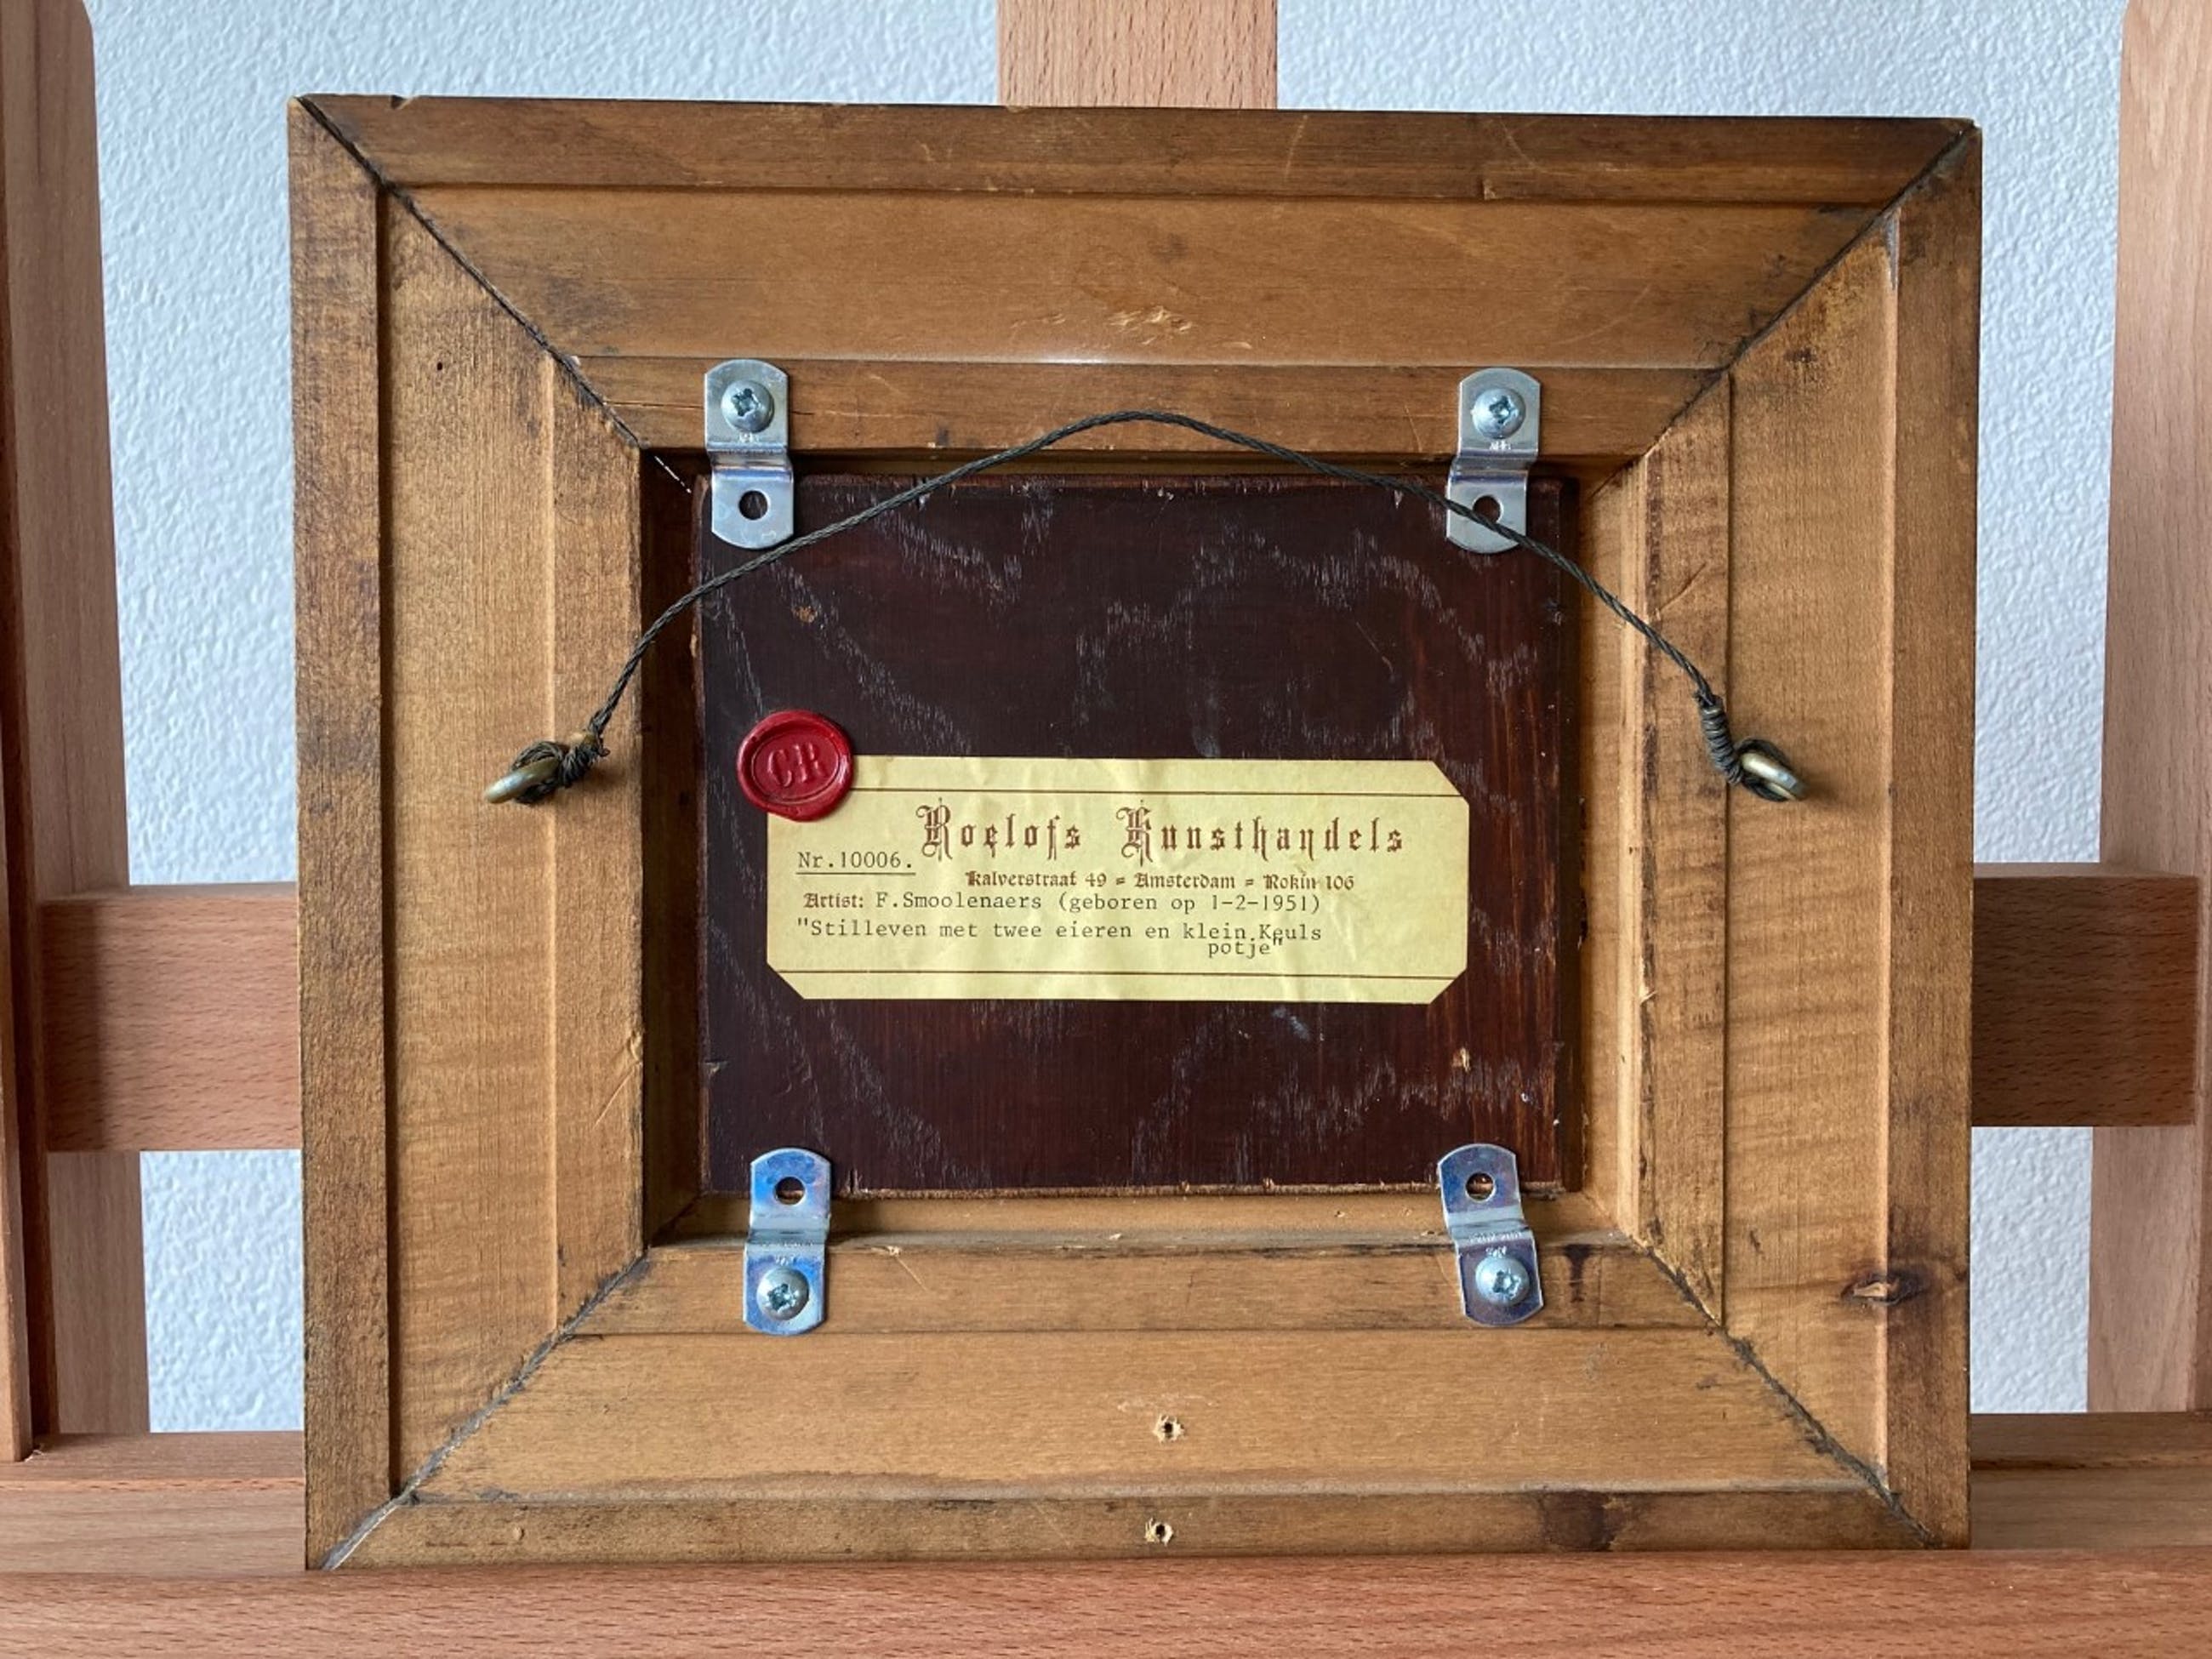 GR
Roelofs Kunsthandels
Nr.10006.
Kalverstraat 49 = Amsterdam = Rokin 106
Artist: F.Smoolenaers (geboren op 1-2-1951)
"Stilleven met twee eieren en klein Keuls
potje"